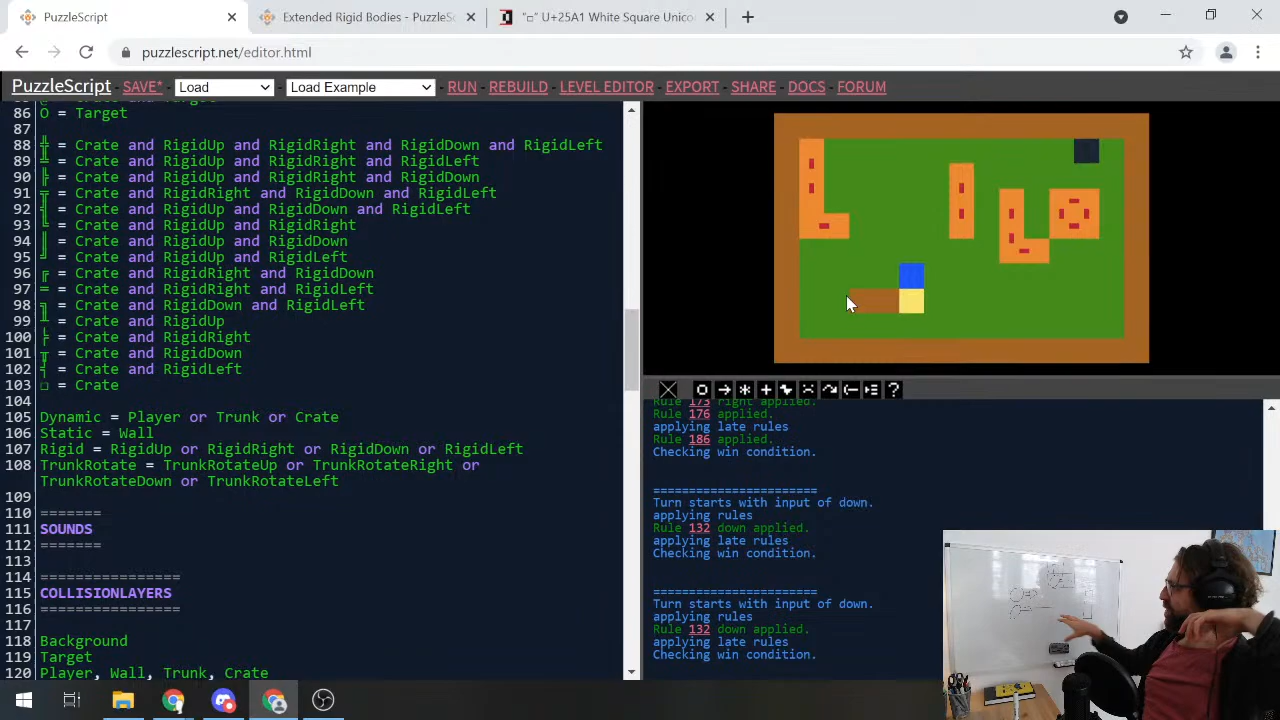 PuzzleScript
Extended Rigid Bodies - PuzzleSc
"□" U+25A1 White Square Unico
puzzlescript.net/editor.html
PuzzleScript SAVE* Load Load Example RUN - REBUILD - LEVEL EDITOR - EXPORT - SHARE - DOCS - FORUM
86 O = Target
87
88 ╬ = Crate and RigidUp and RigidRight and RigidDown and RigidLeft
89 ╩ = Crate and RigidUp and RigidRight and RigidLeft
90 ╠ = Crate and RigidUp and RigidRight and RigidDown
91 ╦ = Crate and RigidRight and RigidDown and RigidLeft
92 ╣ = Crate and RigidUp and RigidDown and RigidLeft
93 ╚ = Crate and RigidUp and RigidRight
94 ║ = Crate and RigidUp and RigidDown
95 ╝ = Crate and RigidUp and RigidLeft
96 ╔ = Crate and RigidRight and RigidDown
97 ═ = Crate and RigidRight and RigidLeft
98 ╗ = Crate and RigidDown and RigidLeft
99 ╨ = Crate and RigidUp
100 ╞ = Crate and RigidRight
101 ╥ = Crate and RigidDown
102 ╡ = Crate and RigidLeft
103 □ = Crate
104
105 Dynamic = Player or Trunk or Crate
106 Static = Wall
107 Rigid = RigidUp or RigidRight or RigidDown or RigidLeft
108 TrunkRotate = TrunkRotateUp or TrunkRotateRight or
TrunkRotateDown or TrunkRotateLeft
109
110 =======
111 SOUNDS
112 =======
113
114 ================
115 COLLISIONLAYERS
116 ================
117
118 Background
119 Target
120 Player, Wall, Trunk, Crate
Rule 173 right applied.
Rule 176 applied.
applying late rules
Rule 186 applied.
Checking win condition.
=======================
Turn starts with input of down.
applying rules
Rule 132 down applied.
applying late rules
Checking win condition.
=======================
Turn starts with input of down.
applying rules
Rule 132 down applied.
applying late rules
Checking win condition.